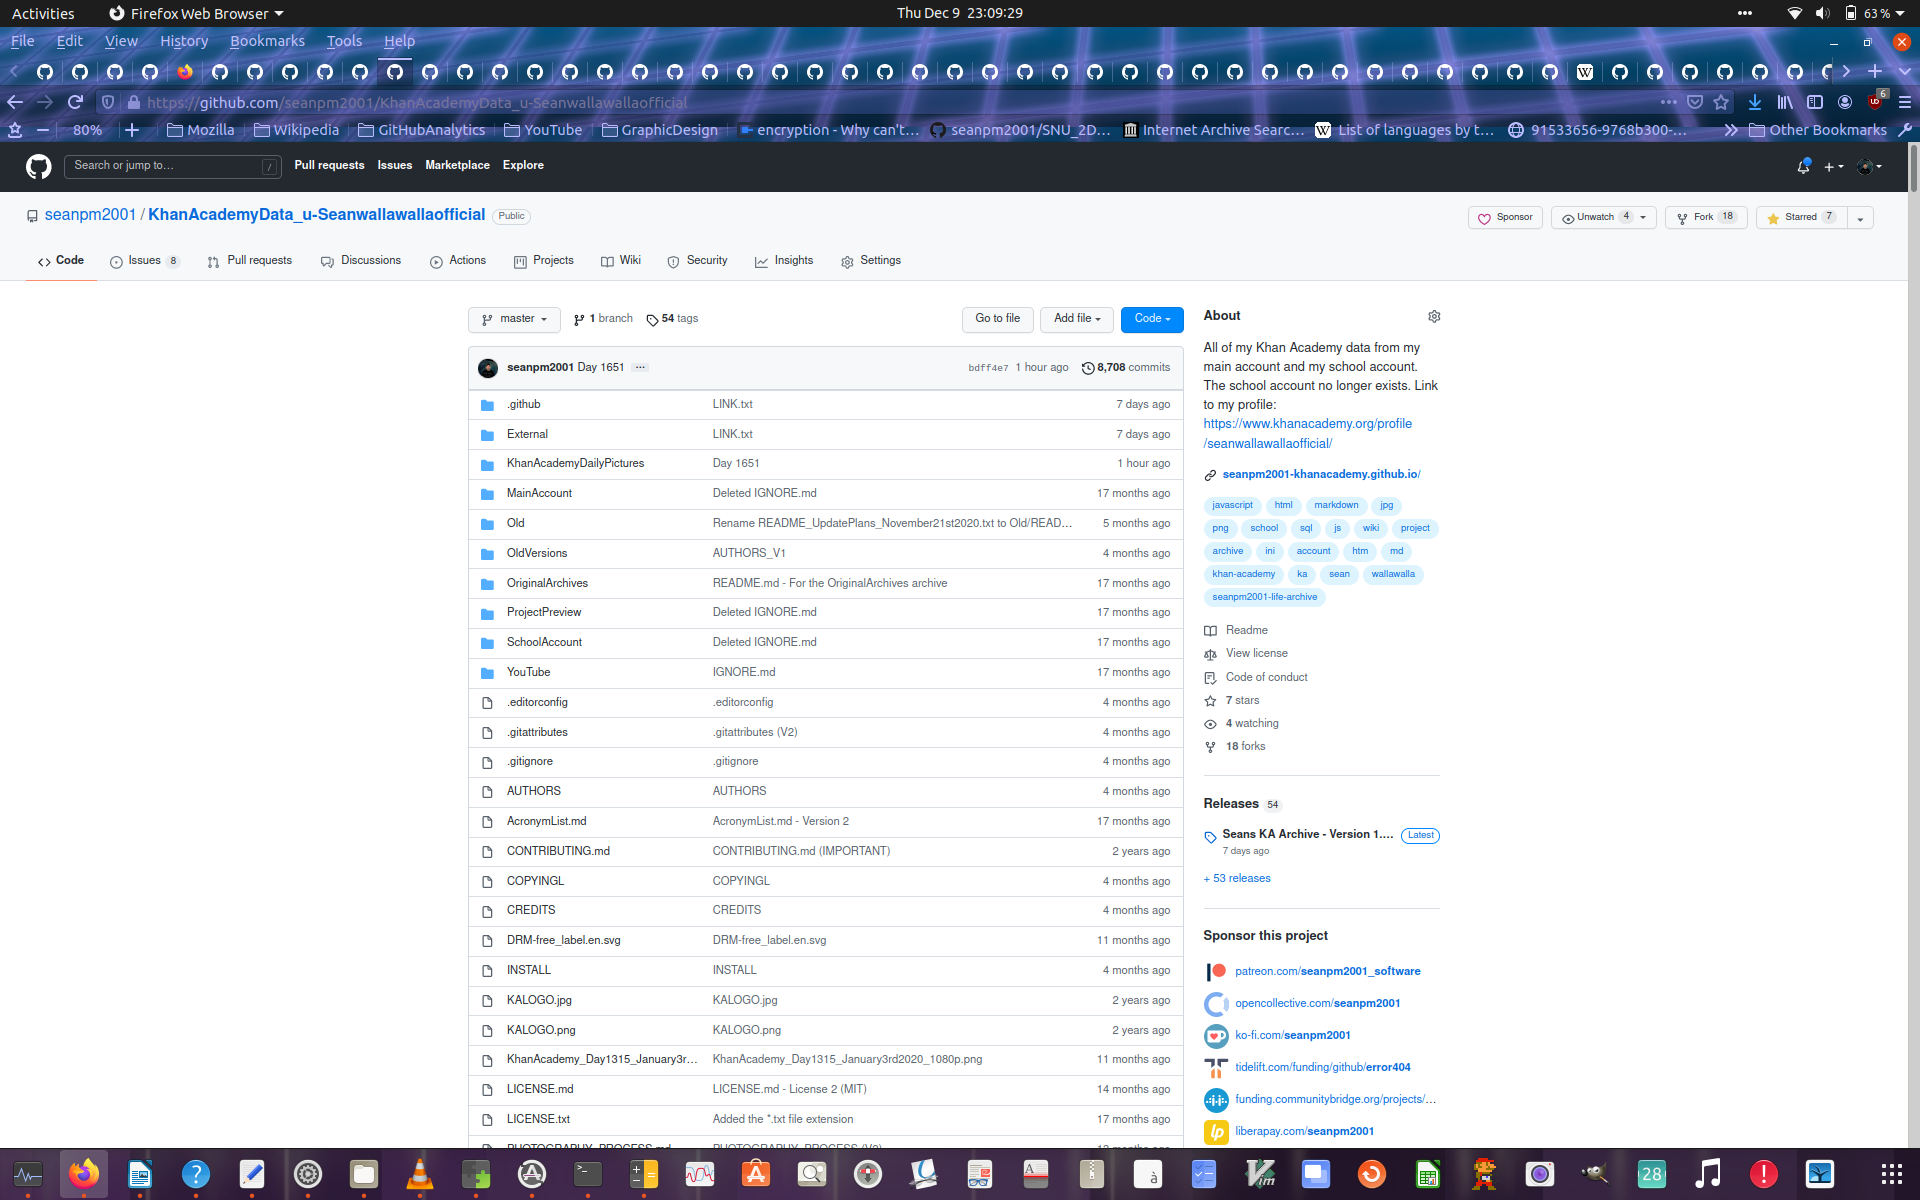 Activities Firefox Web Browser Thu Dec 9 23:09:29 63 %
File Edit View History Bookmarks Tools Help
https://github.com/seanpm2001/KhanAcademyData_u-Seanwallawallaofficial 6
80% Mozilla Wikipedia GitHubAnalytics YouTube GraphicDesign encryption - Why can't... seanpm2001/SNU_2D... Internet Archive Searc... List of languages by t... 91533656-9768b300-... Other Bookmarks
Search or jump to... / Pull requests Issues Marketplace Explore
seanpm2001 / KhanAcademyData_u-Seanwallawallaofficial Public Sponsor Unwatch 4 Fork 18 Starred 7
Code Issues 8 Pull requests Discussions Actions Projects Wiki Security Insights Settings
master 1 branch 54 tags Go to file Add file Code
seanpm2001 Day 1651 ... bdff4e7 1 hour ago 8,708 commits
.github LINK.txt 7 days ago
External LINK.txt 7 days ago
KhanAcademyDailyPictures Day 1651 1 hour ago
MainAccount Deleted IGNORE.md 17 months ago
Old Rename README_UpdatePlans_November21st2020.txt to Old/READ... 5 months ago
OldVersions AUTHORS_V1 4 months ago
OriginalArchives README.md - For the OriginalArchives archive 17 months ago
ProjectPreview Deleted IGNORE.md 17 months ago
SchoolAccount Deleted IGNORE.md 17 months ago
YouTube IGNORE.md 17 months ago
.editorconfig .editorconfig 4 months ago
.gitattributes .gitattributes (V2) 4 months ago
.gitignore .gitignore 4 months ago
AUTHORS AUTHORS 4 months ago
AcronymList.md AcronymList.md - Version 2 17 months ago
CONTRIBUTING.md CONTRIBUTING.md (IMPORTANT) 2 years ago
COPYINGL COPYINGL 4 months ago
CREDITS CREDITS 4 months ago
DRM-free_label.en.svg DRM-free_label.en.svg 11 months ago
INSTALL INSTALL 4 months ago
KALOGO.jpg KALOGO.jpg 2 years ago
KALOGO.png KALOGO.png 2 years ago
KhanAcademy_Day1315_January3r... KhanAcademy_Day1315_January3rd2020_1080p.png 11 months ago
LICENSE.md LICENSE.md - License 2 (MIT) 14 months ago
LICENSE.txt Added the *.txt file extension 17 months ago
About
All of my Khan Academy data from my
main account and my school account.
The school account no longer exists. Link
to my profile:
https://www.khanacademy.org/profile
/seanwallawallaofficial/
seanpm2001-khanacademy.github.io/
javascript html markdown jpg
png school sql js wiki project
archive ini account htm md
khan-academy ka sean wallawalla
seanpm2001-life-archive
Readme
View license
Code of conduct
7 stars
4 watching
18 forks
Releases 54
Seans KA Archive - Version 1.... Latest
7 days ago
+ 53 releases
Sponsor this project
patreon.com/seanpm2001_software
opencollective.com/seanpm2001
ko-fi.com/seanpm2001
tidelift.com/funding/github/error404
funding.communitybridge.org/projects/...
liberapay.com/seanpm2001
28